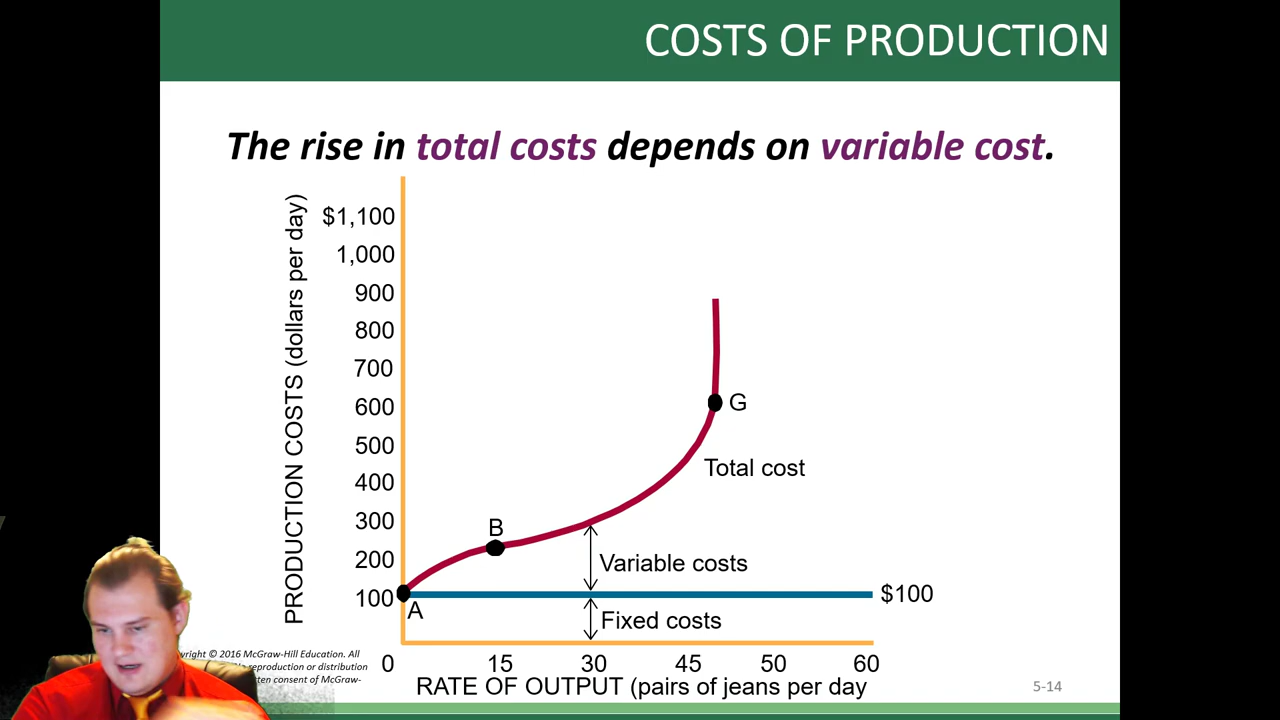 COSTS OF PRODUCTION
The rise in total costs depends on variable cost.
PRODUCTION COSTS (dollars per day)
$1,100
1,000
900
800
700
600
500
400
300
200
100
G
Total cost
B
Variable costs
A
$100
Fixed costs
0 15 30 45 50 60
RATE OF OUTPUT (pairs of jeans per day
© 2016 McGraw-Hill Education. All
reproduction or distribution
consent of McGraw-
5-14